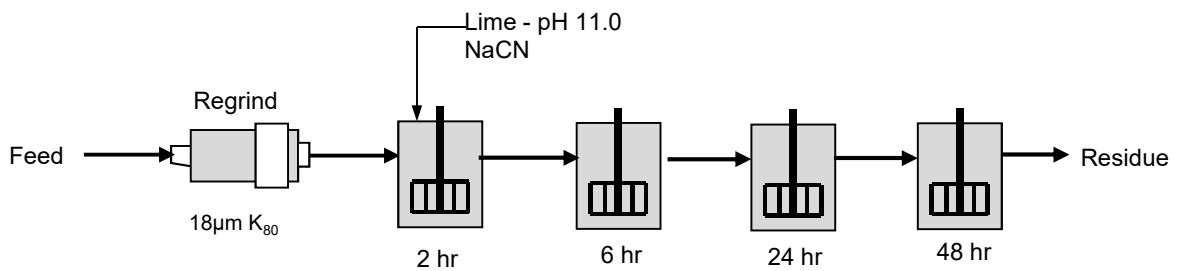 Lime - pH 11.0
NaCN
Regrind
Feed
Residue
18µm K₈₀
2 hr
6 hr
24 hr
48 hr